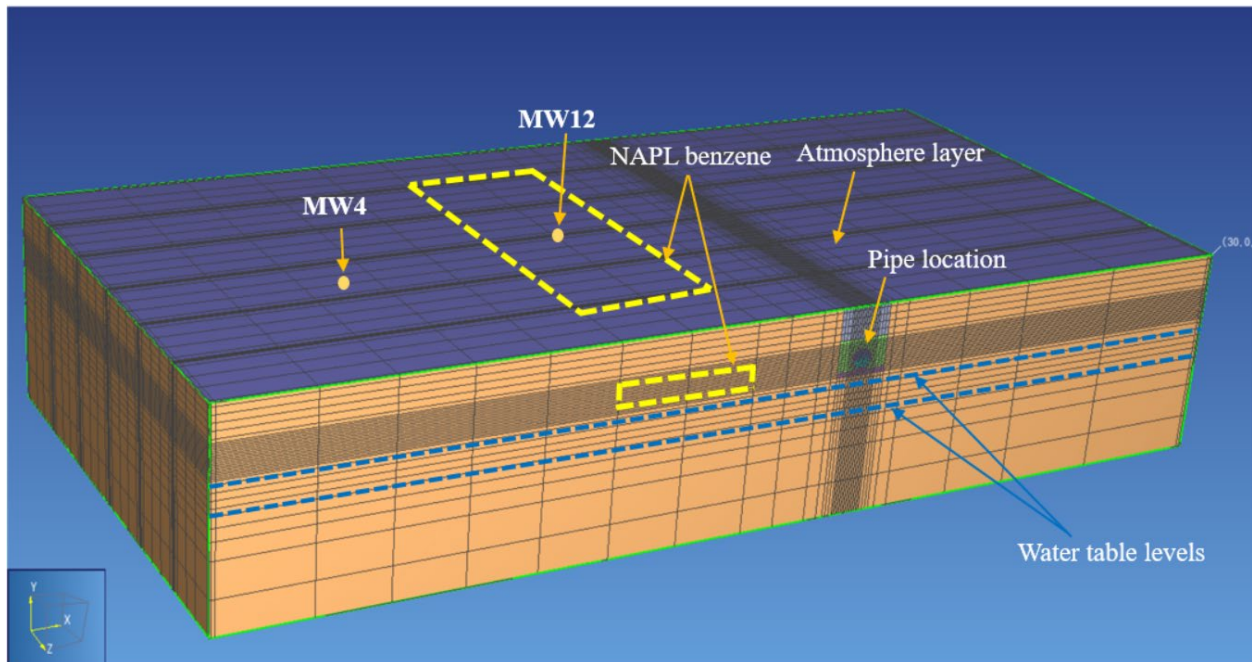 MW12
NAPL benzene
Atmosphere layer
MW4
(30,0,
Pipe location
Water table levels
Y
X
Z